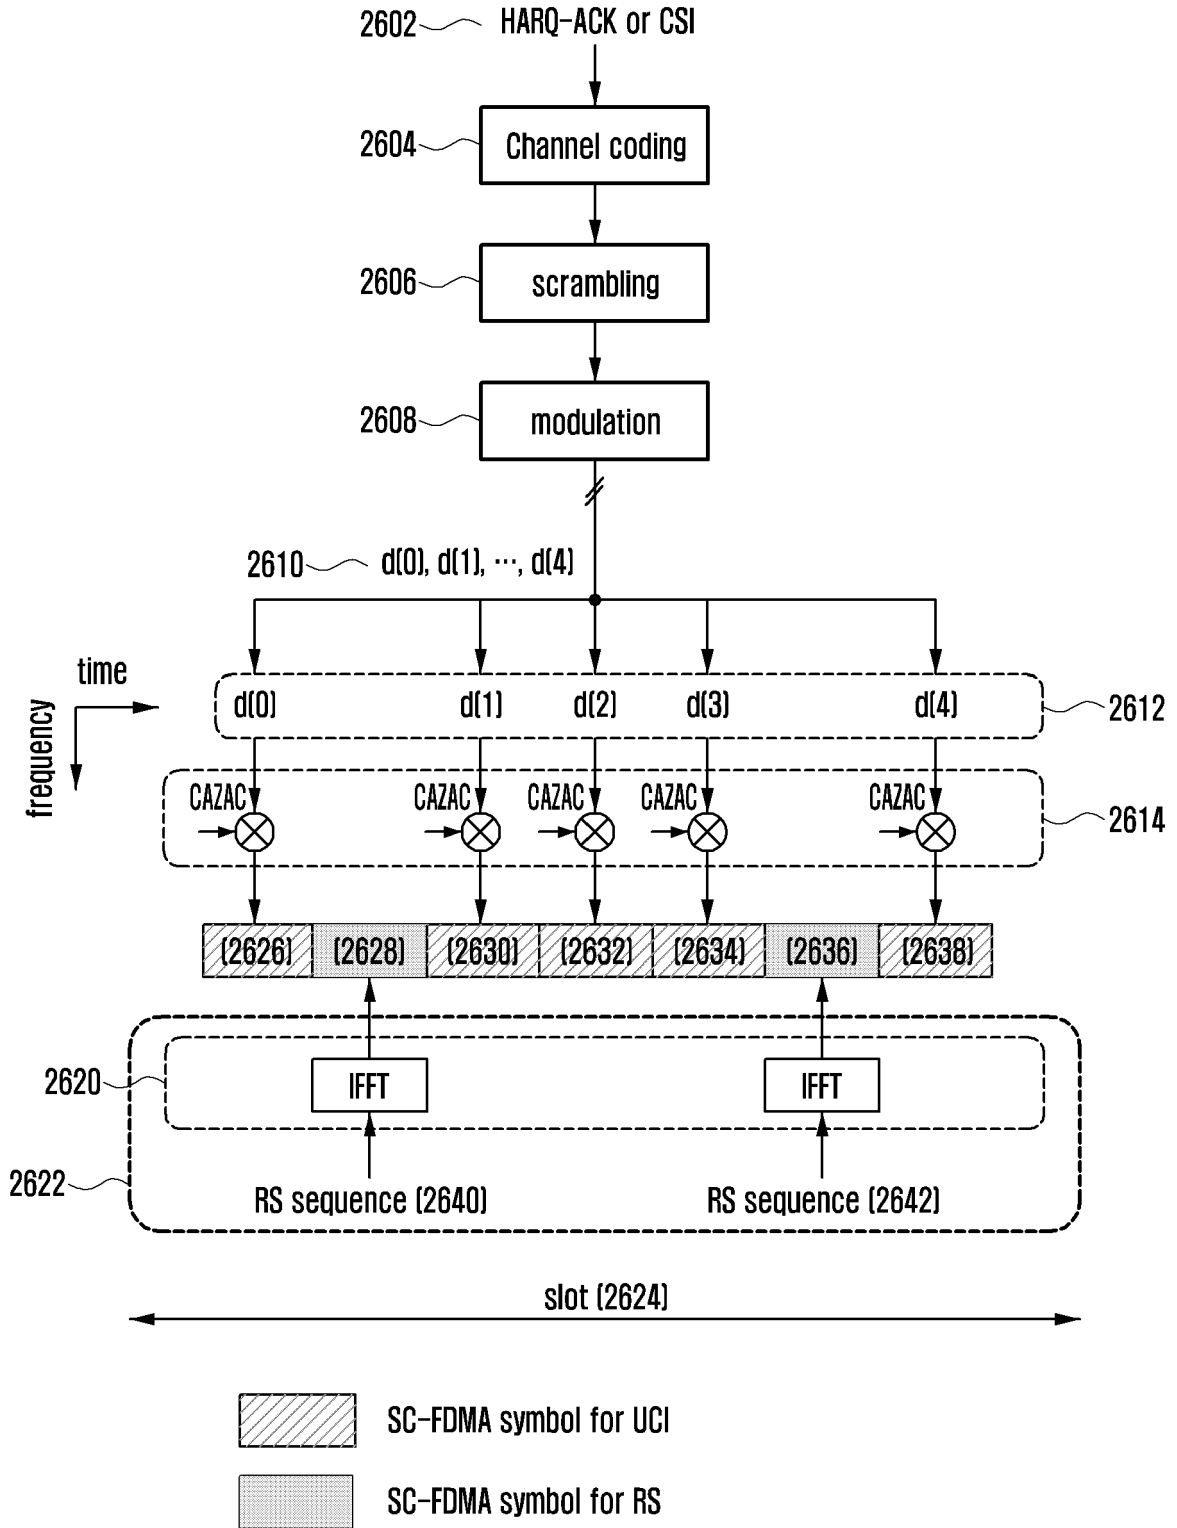 2602 HARQ-ACK or CSI
2604 Channel coding
2606 scrambling
2608 modulation
2610 d(0), d(1), ···, d(4)
time
frequency
d(0) d(1) d(2) d(3) d(4) 2612
CAZAC CAZAC CAZAC CAZAC CAZAC
2614
(2626) (2628) (2630) (2632) (2634) (2636) (2638)
2620 IFFT IFFT
2622
RS sequence (2640) RS sequence (2642)
slot (2624)
SC-FDMA symbol for UCI
SC-FDMA symbol for RS